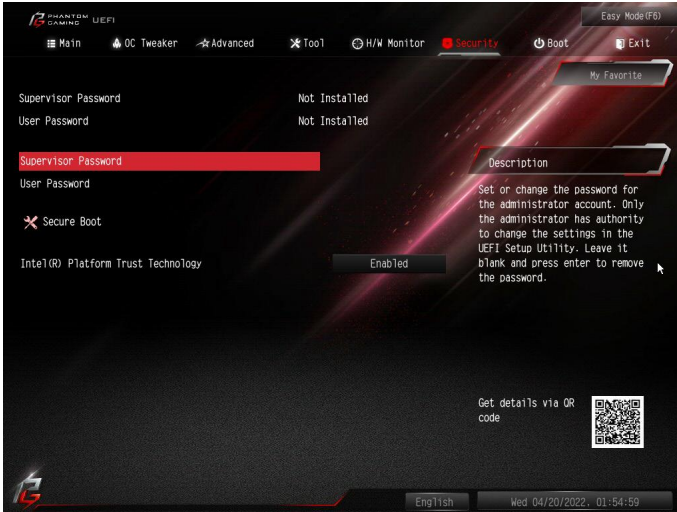 PHANTOM
GAMING UEFI
Easy Mode(F6)
Main OC Tweaker Advanced Tool H/W Monitor Security Boot Exit
My Favorite
Supervisor Password Not Installed
User Password Not Installed
Supervisor Password
User Password
Secure Boot
Intel(R) Platform Trust Technology Enabled
Description
Set or change the password for
the administrator account. Only
the administrator has authority
to change the settings in the
UEFI Setup Utility. Leave it
blank and press enter to remove
the password.
Get details via QR
code
English Wed 04/20/2022. 01:54:59